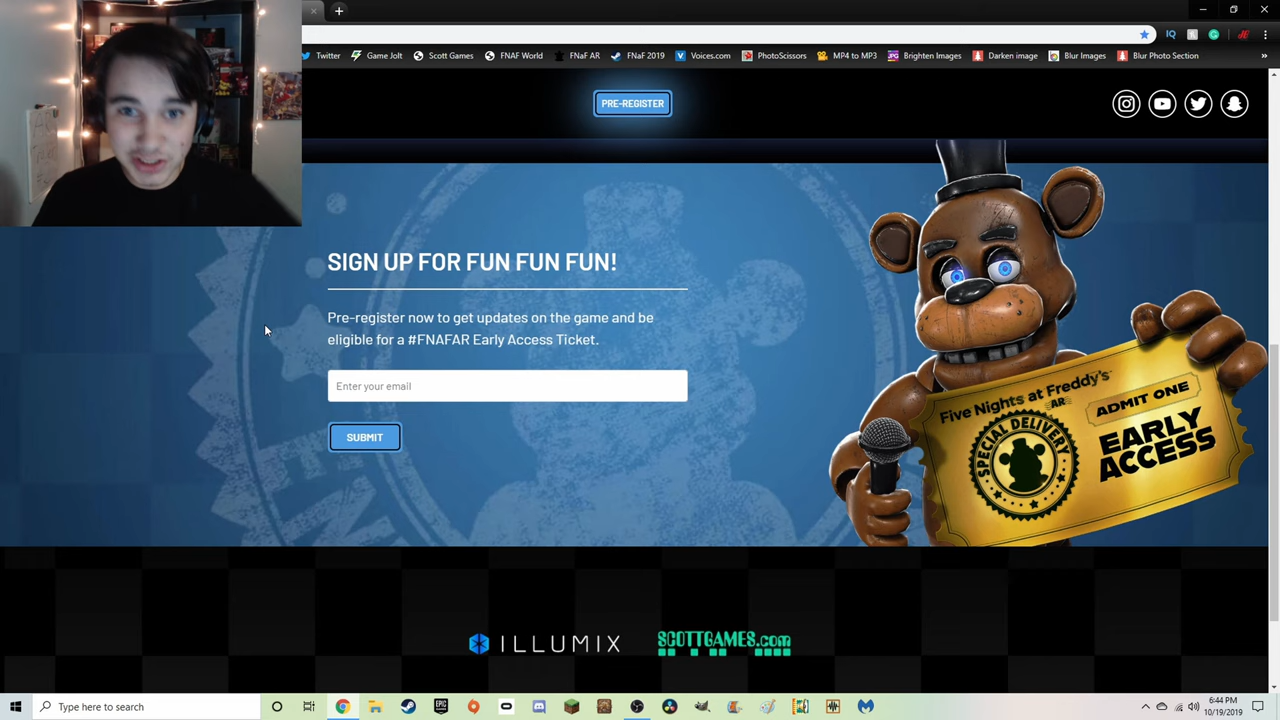 Twitter
Game Jolt
Scott Games
FNAF World
FNaF AR
FNaF 2019
Voices.com
PhotoScissors
MP4 to MP3
Brighten Images
Darken image
Blur Images
Blur Photo Section
PRE-REGISTER
SIGN UP FOR FUN FUN FUN!
Pre-register now to get updates on the game and be
eligible for a #FNAFAR Early Access Ticket.
Enter your email
SUBMIT
Five Nights at Freddy's
AR
SPECIAL DELIVERY
ADMIT ONE
EARLY
ACCESS
ILLUMIX
SCOTTGAMES.com
Type here to search
6:44 PM
10/19/2019